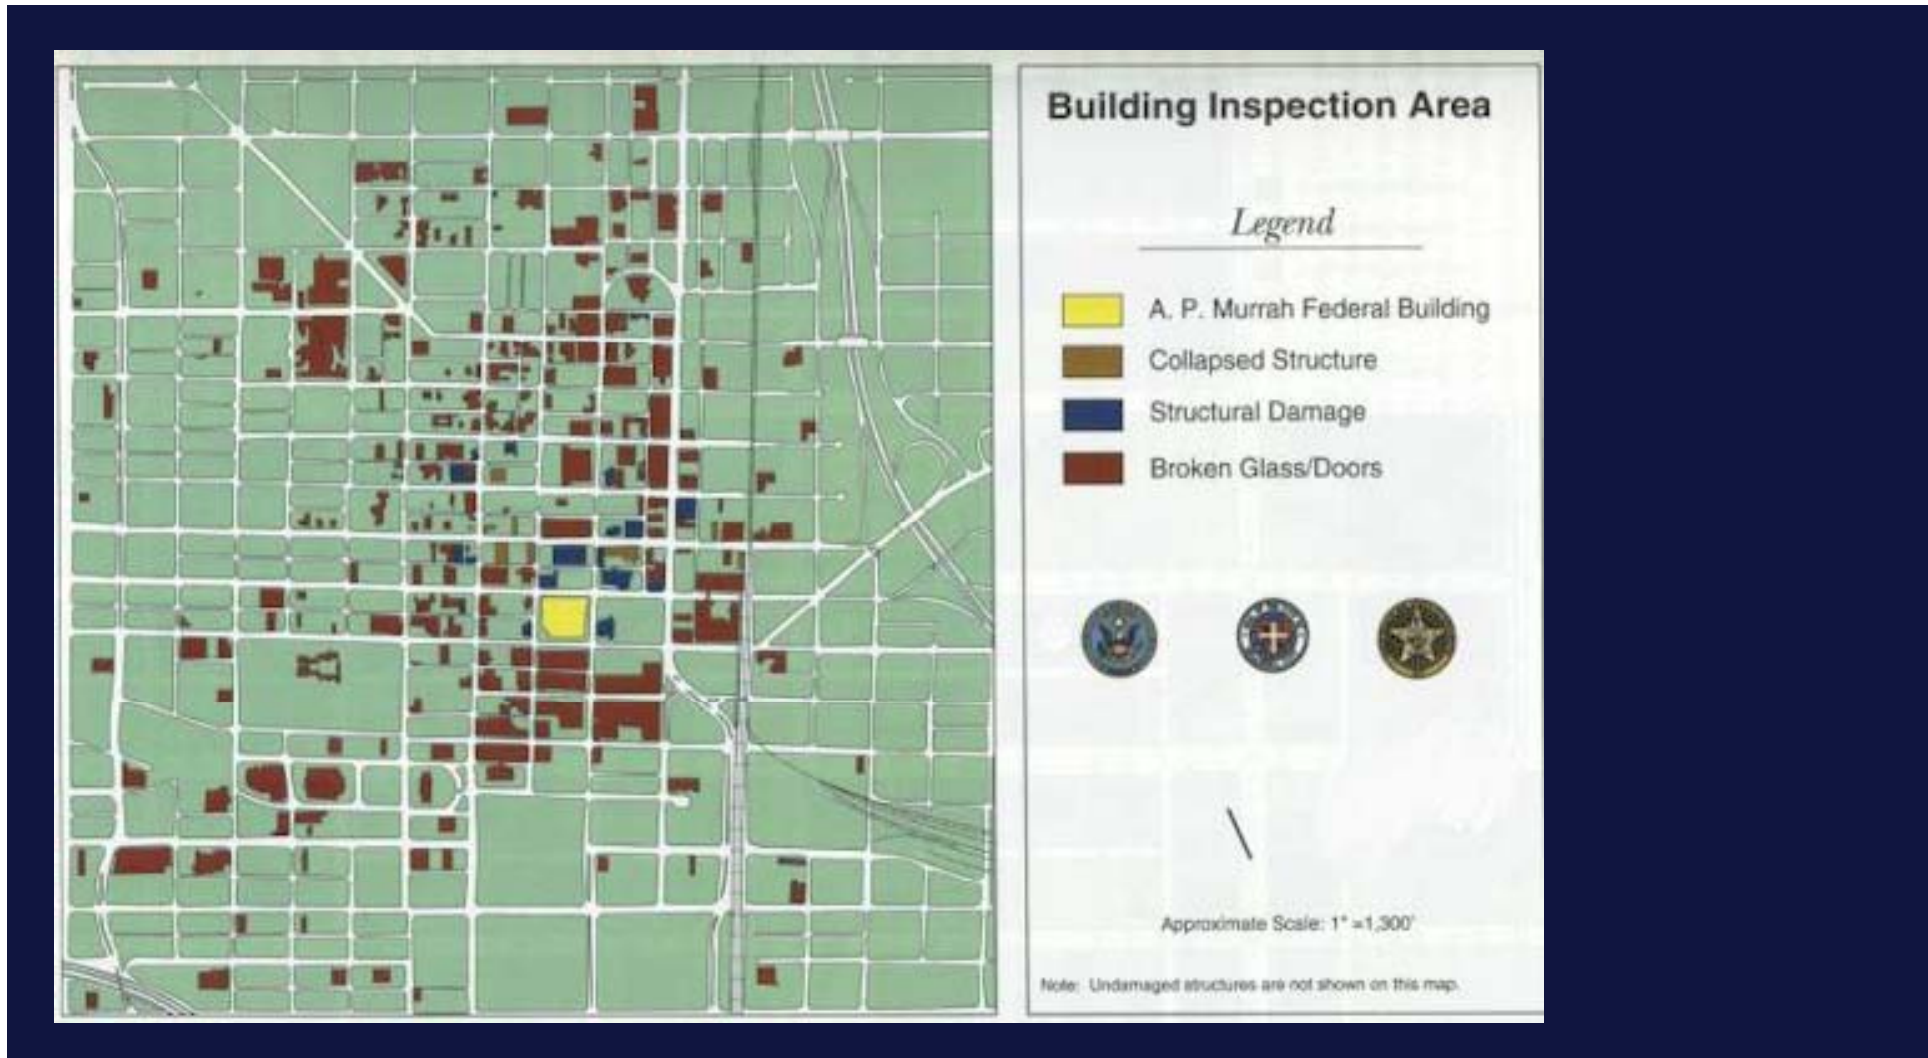 Building Inspection Area
Legend
A. P. Murrah Federal Building
Collapsed Structure
Structural Damage
Broken Glass/Doors
Approximate Scale: 1" =1,300'
Note: Undamaged structures are not shown on this map.